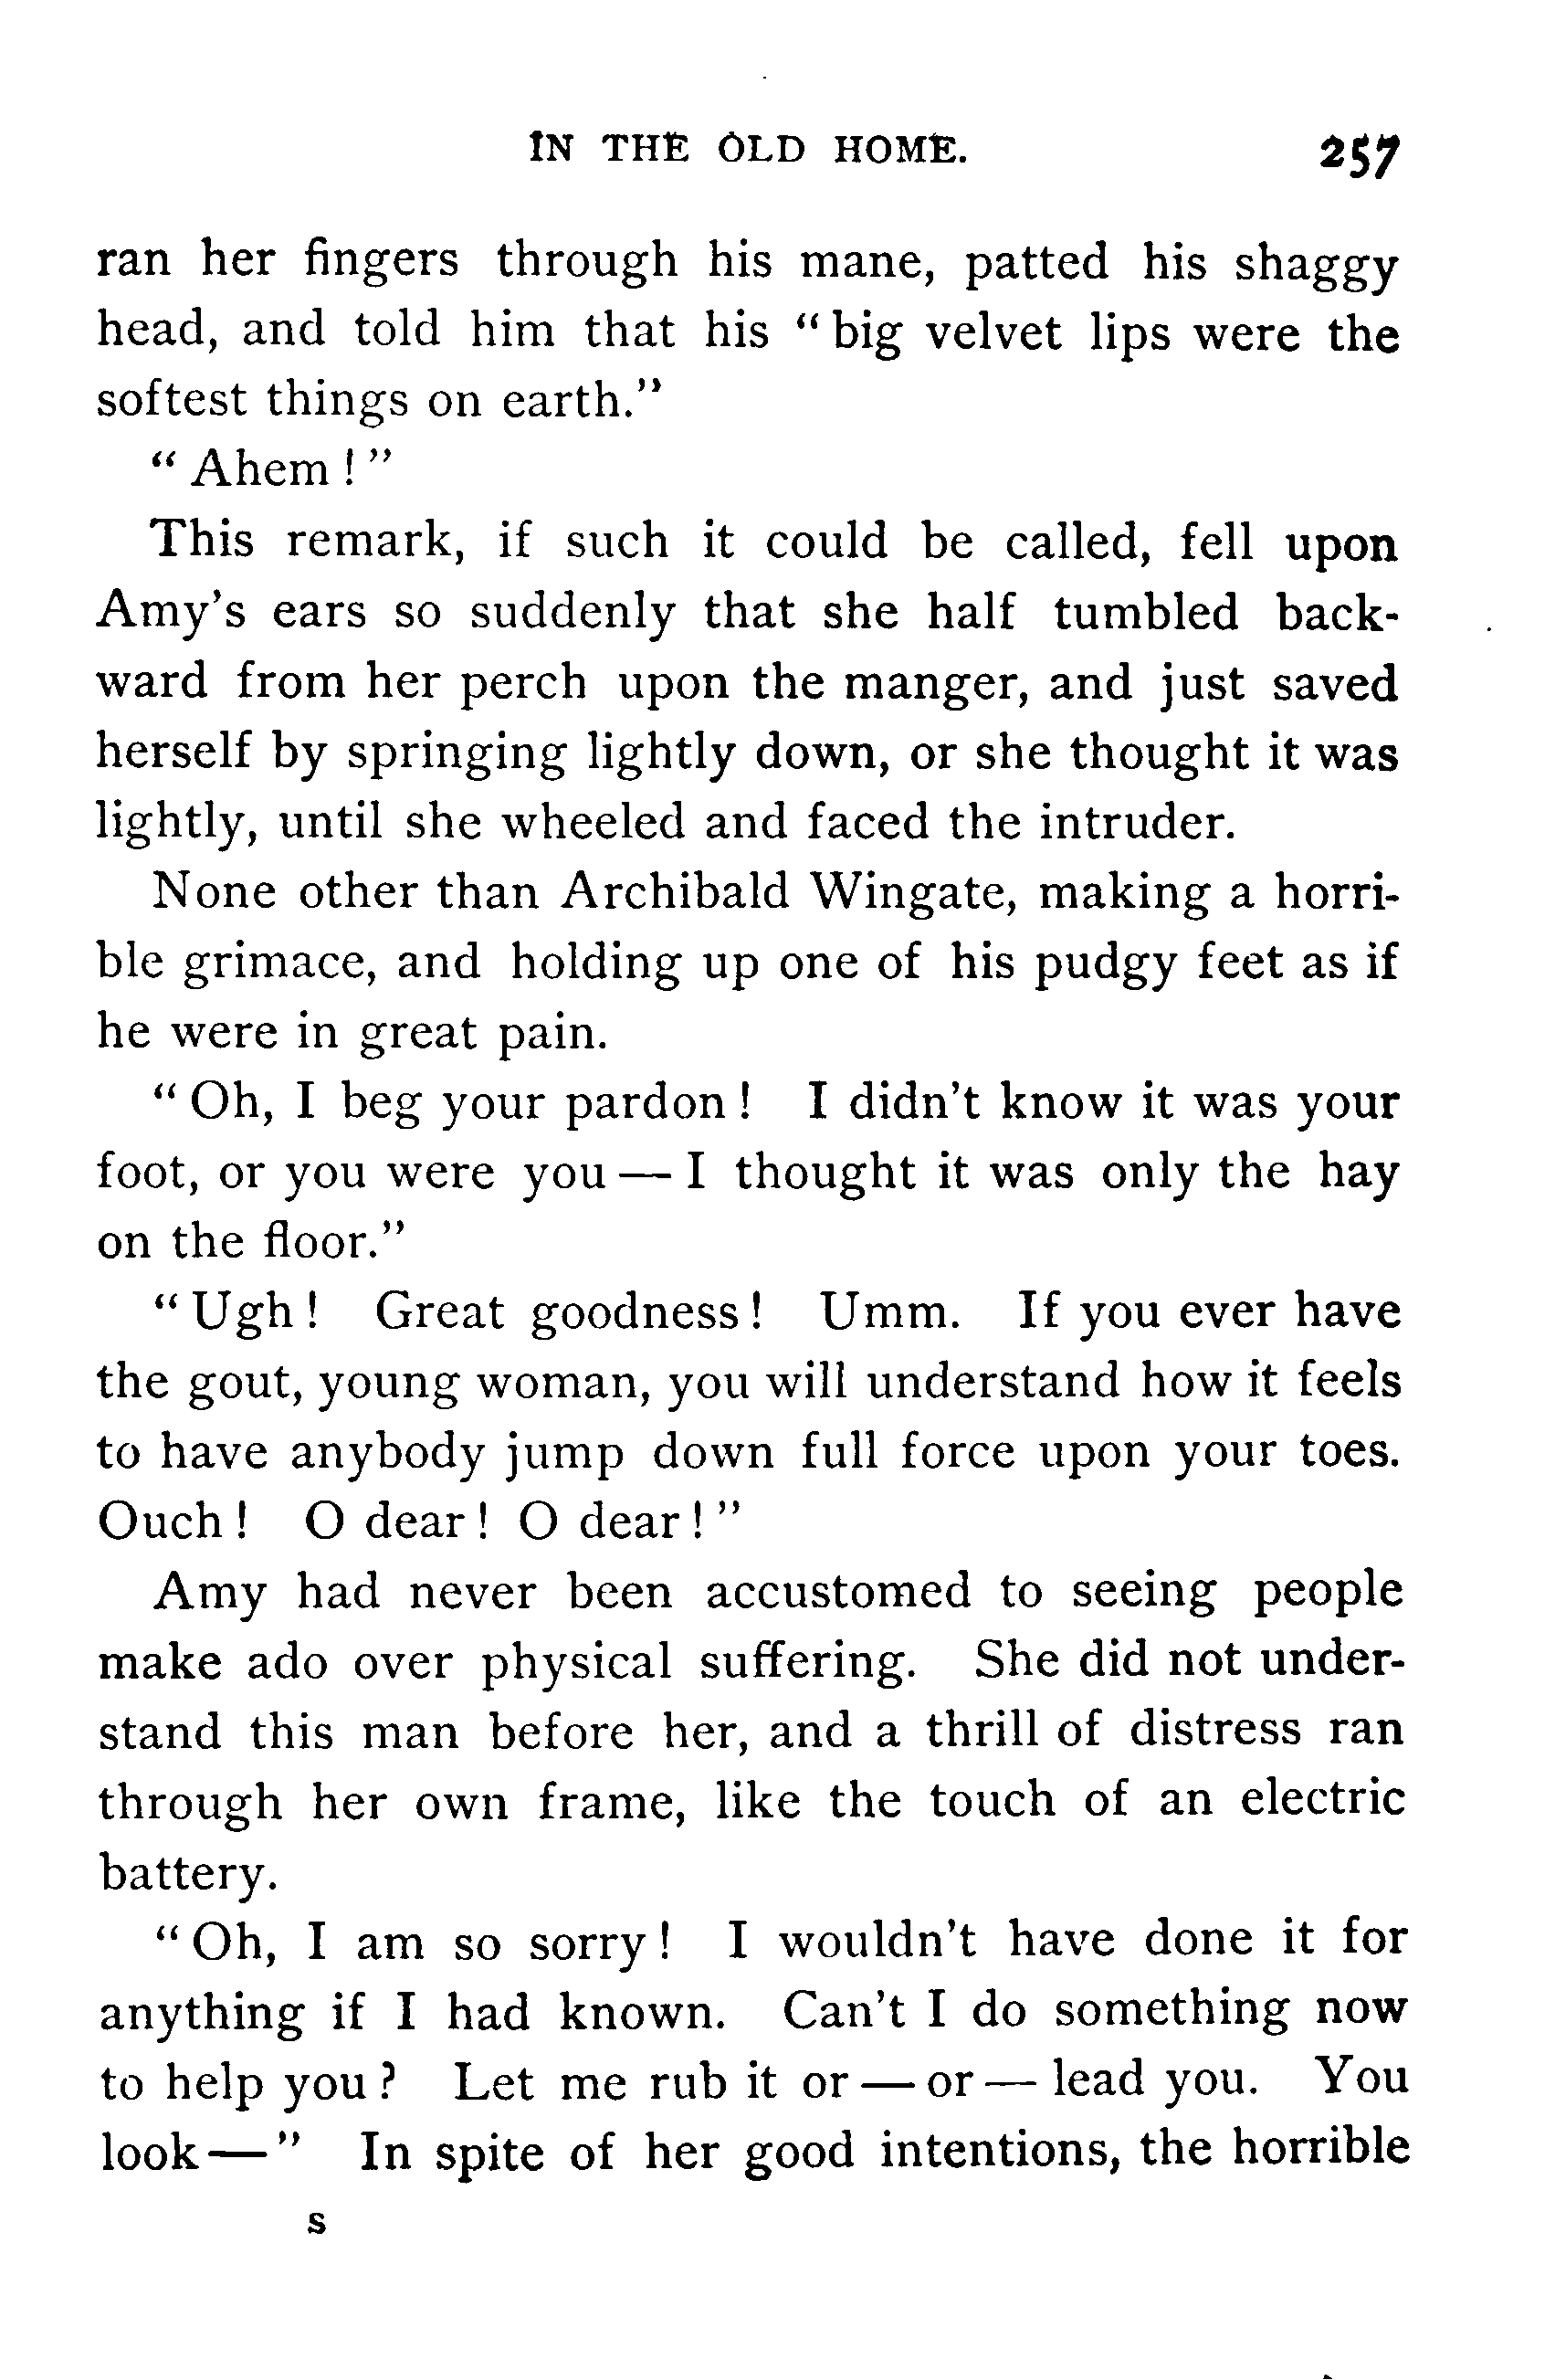 IN THE OLD HOME. 257
ran her fingers through his mane, patted his shaggy
head, and told him that his “ big velvet lips were the
softest things on earth.”
“ Ahem ! ”
This remark, if such it could be called, fell upon
Amy’s ears so suddenly that she half tumbled back-
ward from her perch upon the manger, and just saved
herself by springing lightly down, or she thought it was
lightly, until she wheeled and faced the intruder.
None other than Archibald Wingate, making a horri-
ble grimace, and holding up one of his pudgy feet as if
he were in great pain.
“ Oh, I beg your pardon ! I didn’t know it was your
foot, or you were you — I thought it was only the hay
on the floor.”
“ Ugh ! Great goodness ! Umm. If you ever have
the gout, young woman, you will understand how it feels
to have anybody jump down full force upon your toes.
Ouch ! O dear ! O dear ! ”
Amy had never been accustomed to seeing people
make ado over physical suffering. She did not under-
stand this man before her, and a thrill of distress ran
through her own frame, like the touch of an electric
battery.
“ Oh, I am so sorry ! I wouldn’t have done it for
anything if I had known. Can’t I do something now
to help you ? Let me rub it or — or — lead you. You
look — ” In spite of her good intentions, the horrible
s